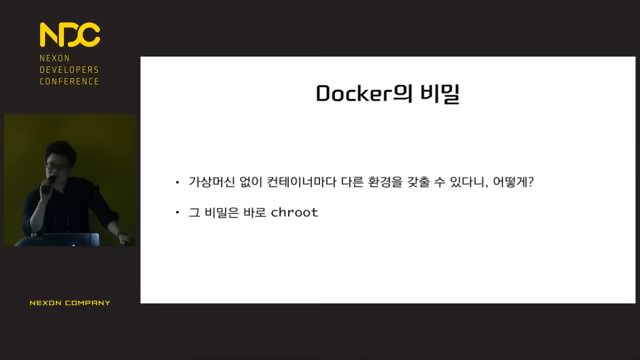 NDC
NEXON
DEVELOPERS
CONFERENCE
Docker의 비밀
• 가상머신 없이 컨테이너마다 다른 환경을 갖출 수 있다니, 어떻게?
• 그 비밀은 바로 chroot
NEXON COMPANY